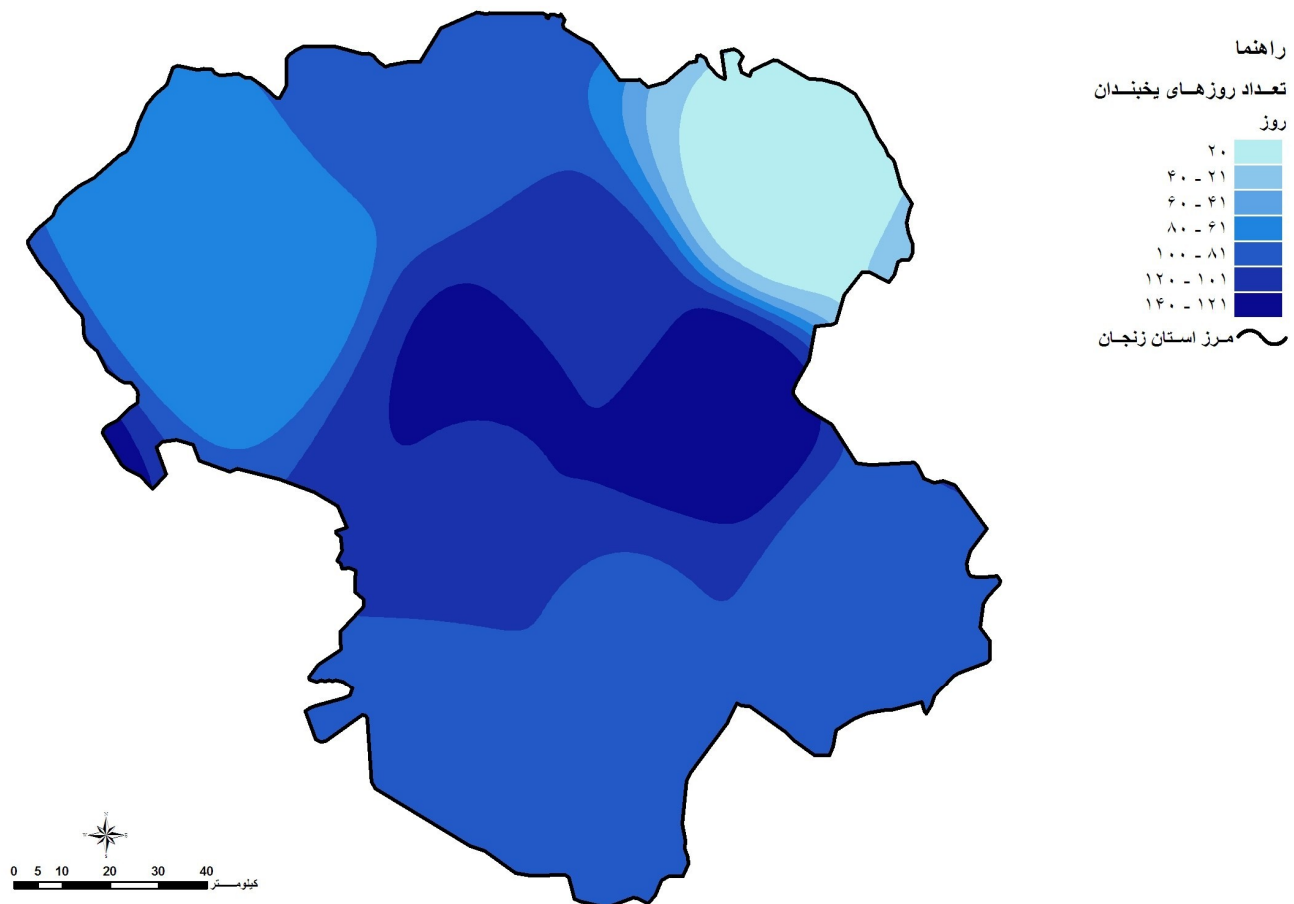 راهنما
تعداد روزهای یخبندان
روز
۲۰
۴۰ - ۲۱
۶۰ - ۴۱
۸۰ - ۶۱
۱۰۰ - ۸۱
۱۲۰ - ۱۰۱
۱۴۰ - ۱۲۱
مرز استان زنجان
0 5 10 20 30 40
کیلومتر